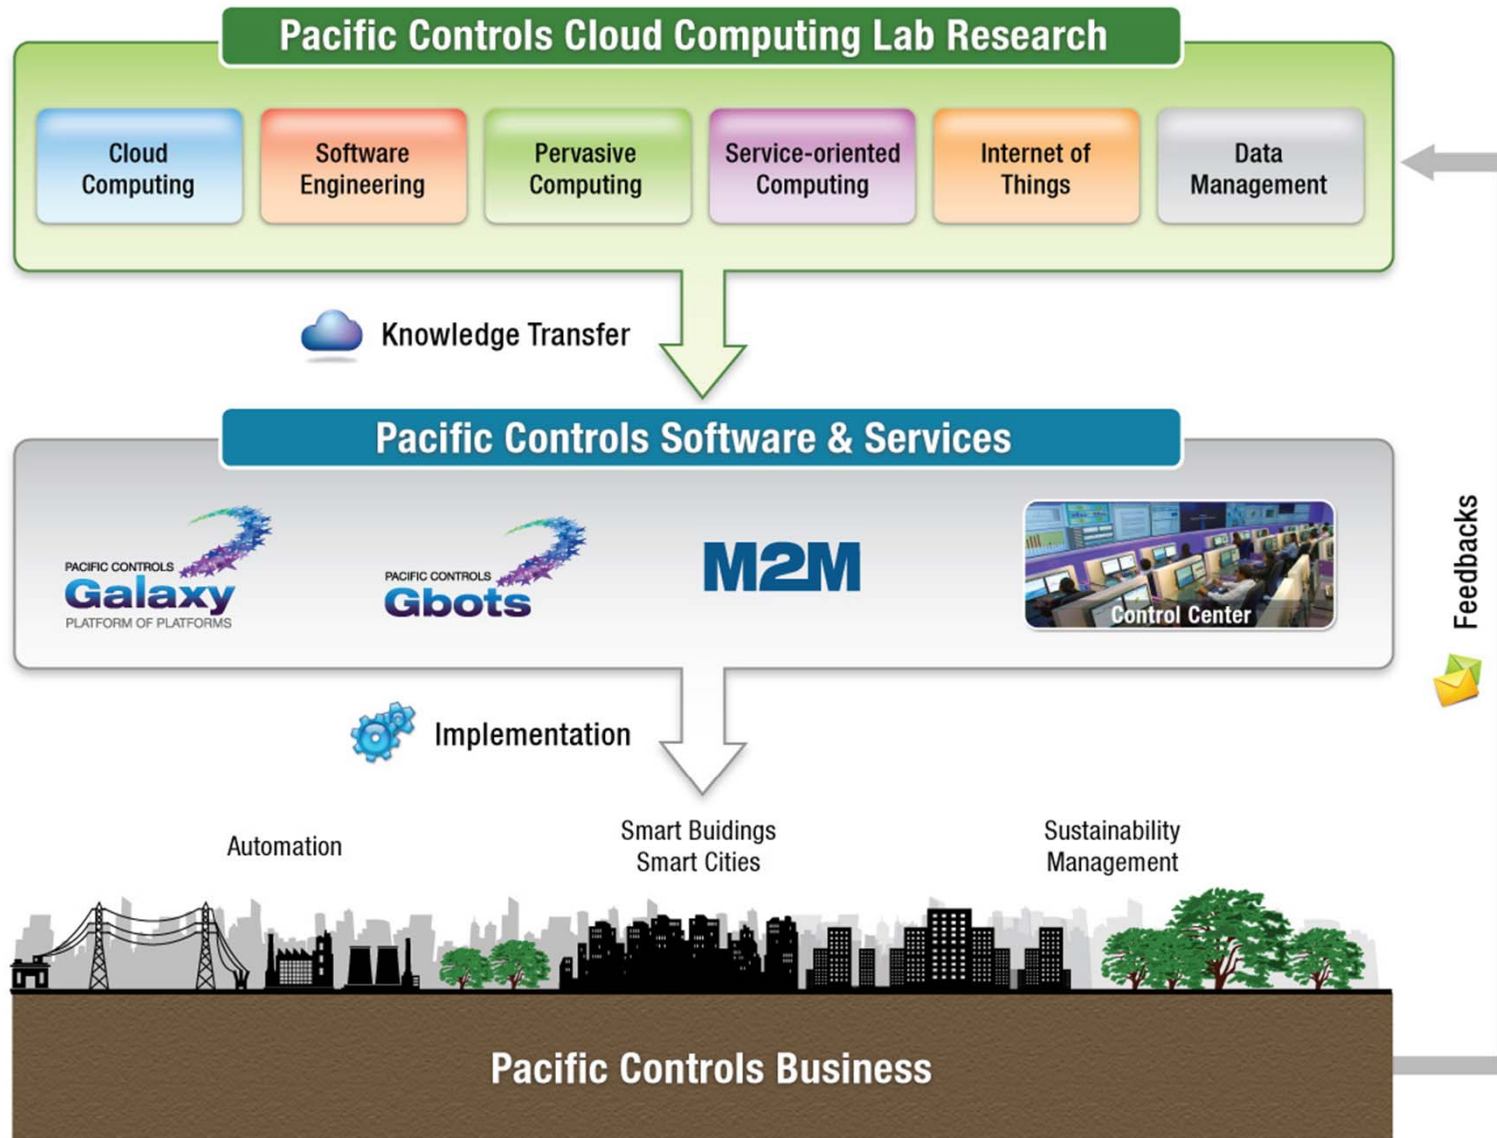 Pacific Controls Cloud Computing Lab Research
Cloud
Computing
Software
Engineering
Pervasive
Computing
Service-oriented
Computing
Internet of
Things
Data
Management
Knowledge Transfer
Pacific Controls Software & Services
PACIFIC CONTROLS
Galaxy
PLATFORM OF PLATFORMS
PACIFIC CONTROLS
Gbots
M2M
Control Center
Feedbacks
Implementation
Automation
Smart Buidings
Smart Cities
Sustainability
Management
Pacific Controls Business